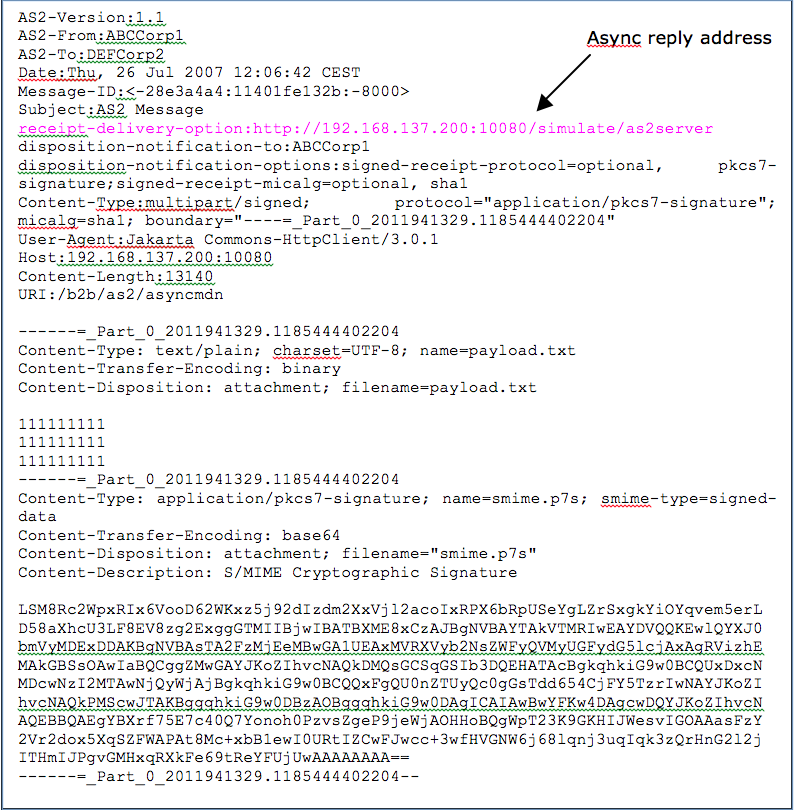 AS2-Version:1.1
AS2-From:ABCCorp1
Async reply address
AS2-To:DEFCorp2
Date:Thu, 26 Jul 2007 12:06:42 CEST
Message-ID:<-28e3a4a4:11401fe132b:-8000>
Subject:AS2 Message
receipt-delivery-option:http://192.168.137.200:10080/simulate/as2server
disposition-notification-to:ABCCorp1
disposition-notification-options:signed-receipt-protocol=optional, pkcs7-
signature;signed-receipt-micalg=optional, sha1
Content-Type:multipart/signed; protocol="application/pkcs7-signature";
micalg=sha1; boundary="----=_Part_0_2011941329.1185444402204"
User-Agent:Jakarta Commons-HttpClient/3.0.1
Host:192.168.137.200:10080
Content-Length:13140
URI:/b2b/as2/asyncmdn
------=_Part_0_2011941329.1185444402204
Content-Type: text/plain; charset=UTF-8; name=payload.txt
Content-Transfer-Encoding: binary
Content-Disposition: attachment; filename=payload.txt
111111111
111111111
111111111
------=_Part_0_2011941329.1185444402204
Content-Type: application/pkcs7-signature; name=smime.p7s; smime-type=signed-
data
Content-Transfer-Encoding: base64
Content-Disposition: attachment; filename="smime.p7s"
Content-Description: S/MIME Cryptographic Signature
LSM8Rc2WpxRIx6VooD62WKxz5j92dIzdm2XxVjl2acoIxRPX6bRpUSeYgLZrSxgkYiOYqvem5erL
D58aXhcU3LF8EV8zg2ExggGTMIIBjwIBATBXME8xCzAJBgNVBAYTAkVTMRIwEAYDVQQKEwlQYXJ0
bmVyMDExDDAKBgNVBAsTA2FzMjEeMBwGA1UEAxMVRXVyb2NsZWFyQVMyUGFydG5lcjAxAgRVizhE
MAkGBSsOAwIaBQCggZMwGAYJKoZIhvcNAQkDMQsGCSqGSIb3DQEHATAcBgkqhkiG9w0BCQUxDxcN
MDcwNzI2MTAwNjQyWjAjBgkqhkiG9w0BCQQxFgQU0nZTUyQc0gGsTdd654CjFY5TzrIwNAYJKoZI
hvcNAQkPMScwJTAKBggqhkiG9w0DBzAOBggqhkiG9w0DAgICAIAwBwYFKw4DAgcwDQYJKoZIhvcN
AQEBBQAEgYBXrf75E7c40Q7Yonoh0PzvsZgeP9jeWjAOHHoBQgWpT23K9GKHIJWesvIGOAAasFzY
2Vr2dox5XqSZFWAPAt8Mc+xbBlewI0URtIZCwFJwcc+3wfHVGNW6j68lqnj3uqIqk3zQrHnG2l2j
ITHmIJPgvGMHxqRXkFe69tReYFUjUwAAAAAAAA==
------=_Part_0_2011941329.1185444402204--